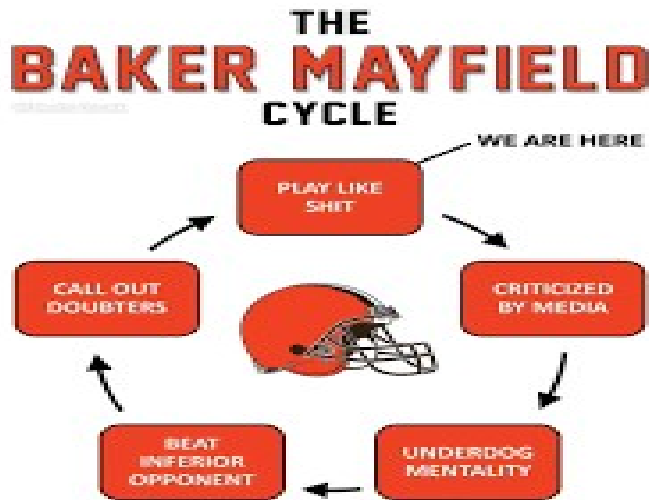 THE
BAKER MAYFIELD
CYCLE
WE ARE HERE
PLAY LIKE
SHIT
CALL OUT
DOUBTERS
CRITICIZED
BY MEDIA
BEAT
INFERIOR
OPPONENT
UNDERDOG
MENTALITY